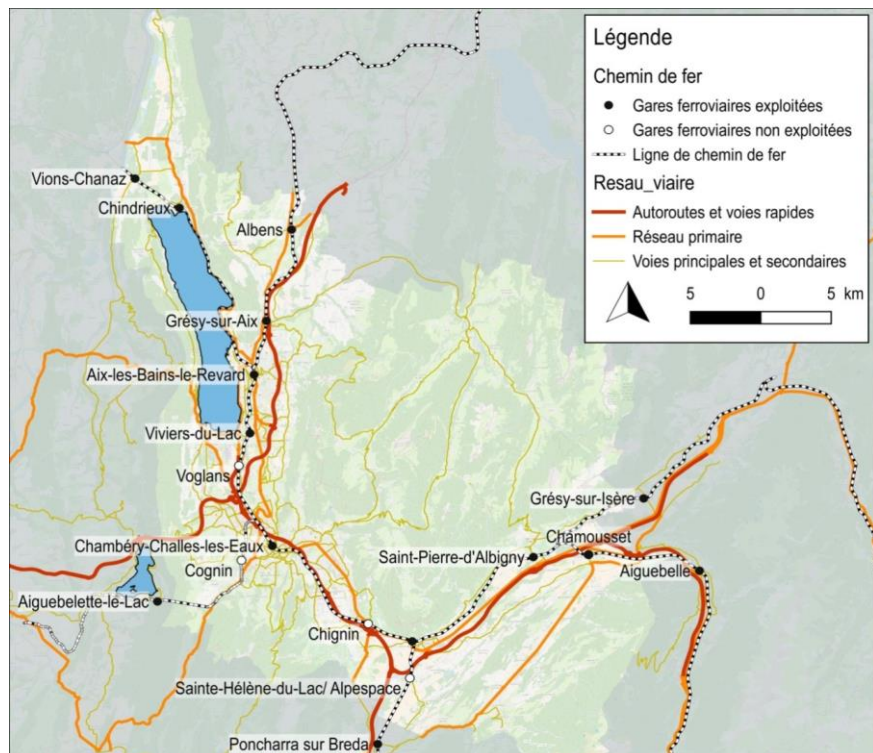 Légende
Chemin de fer
Gares ferroviaires exploitées
Gares ferroviaires non exploitées
Ligne de chemin de fer
Resau_viaire
Autoroutes et voies rapides
Réseau primaire
Voies principales et secondaires
5 0 5 km
Vions-Chanaz
Chindrieux
Albens
Grésy-sur-Aix
Aix-les-Bains-le-Revard
Viviers-du-Lac
Voglans
Grésy-sur-Isère
Chambéry-Challes-les-Eaux
Chamousset
Saint-Pierre-d'Albigny
Cognin
Aiguebelle
Aiguebelette-le-Lac
Chignin
Sainte-Hélène-du-Lac/ Alpespace
Poncharra sur Breda